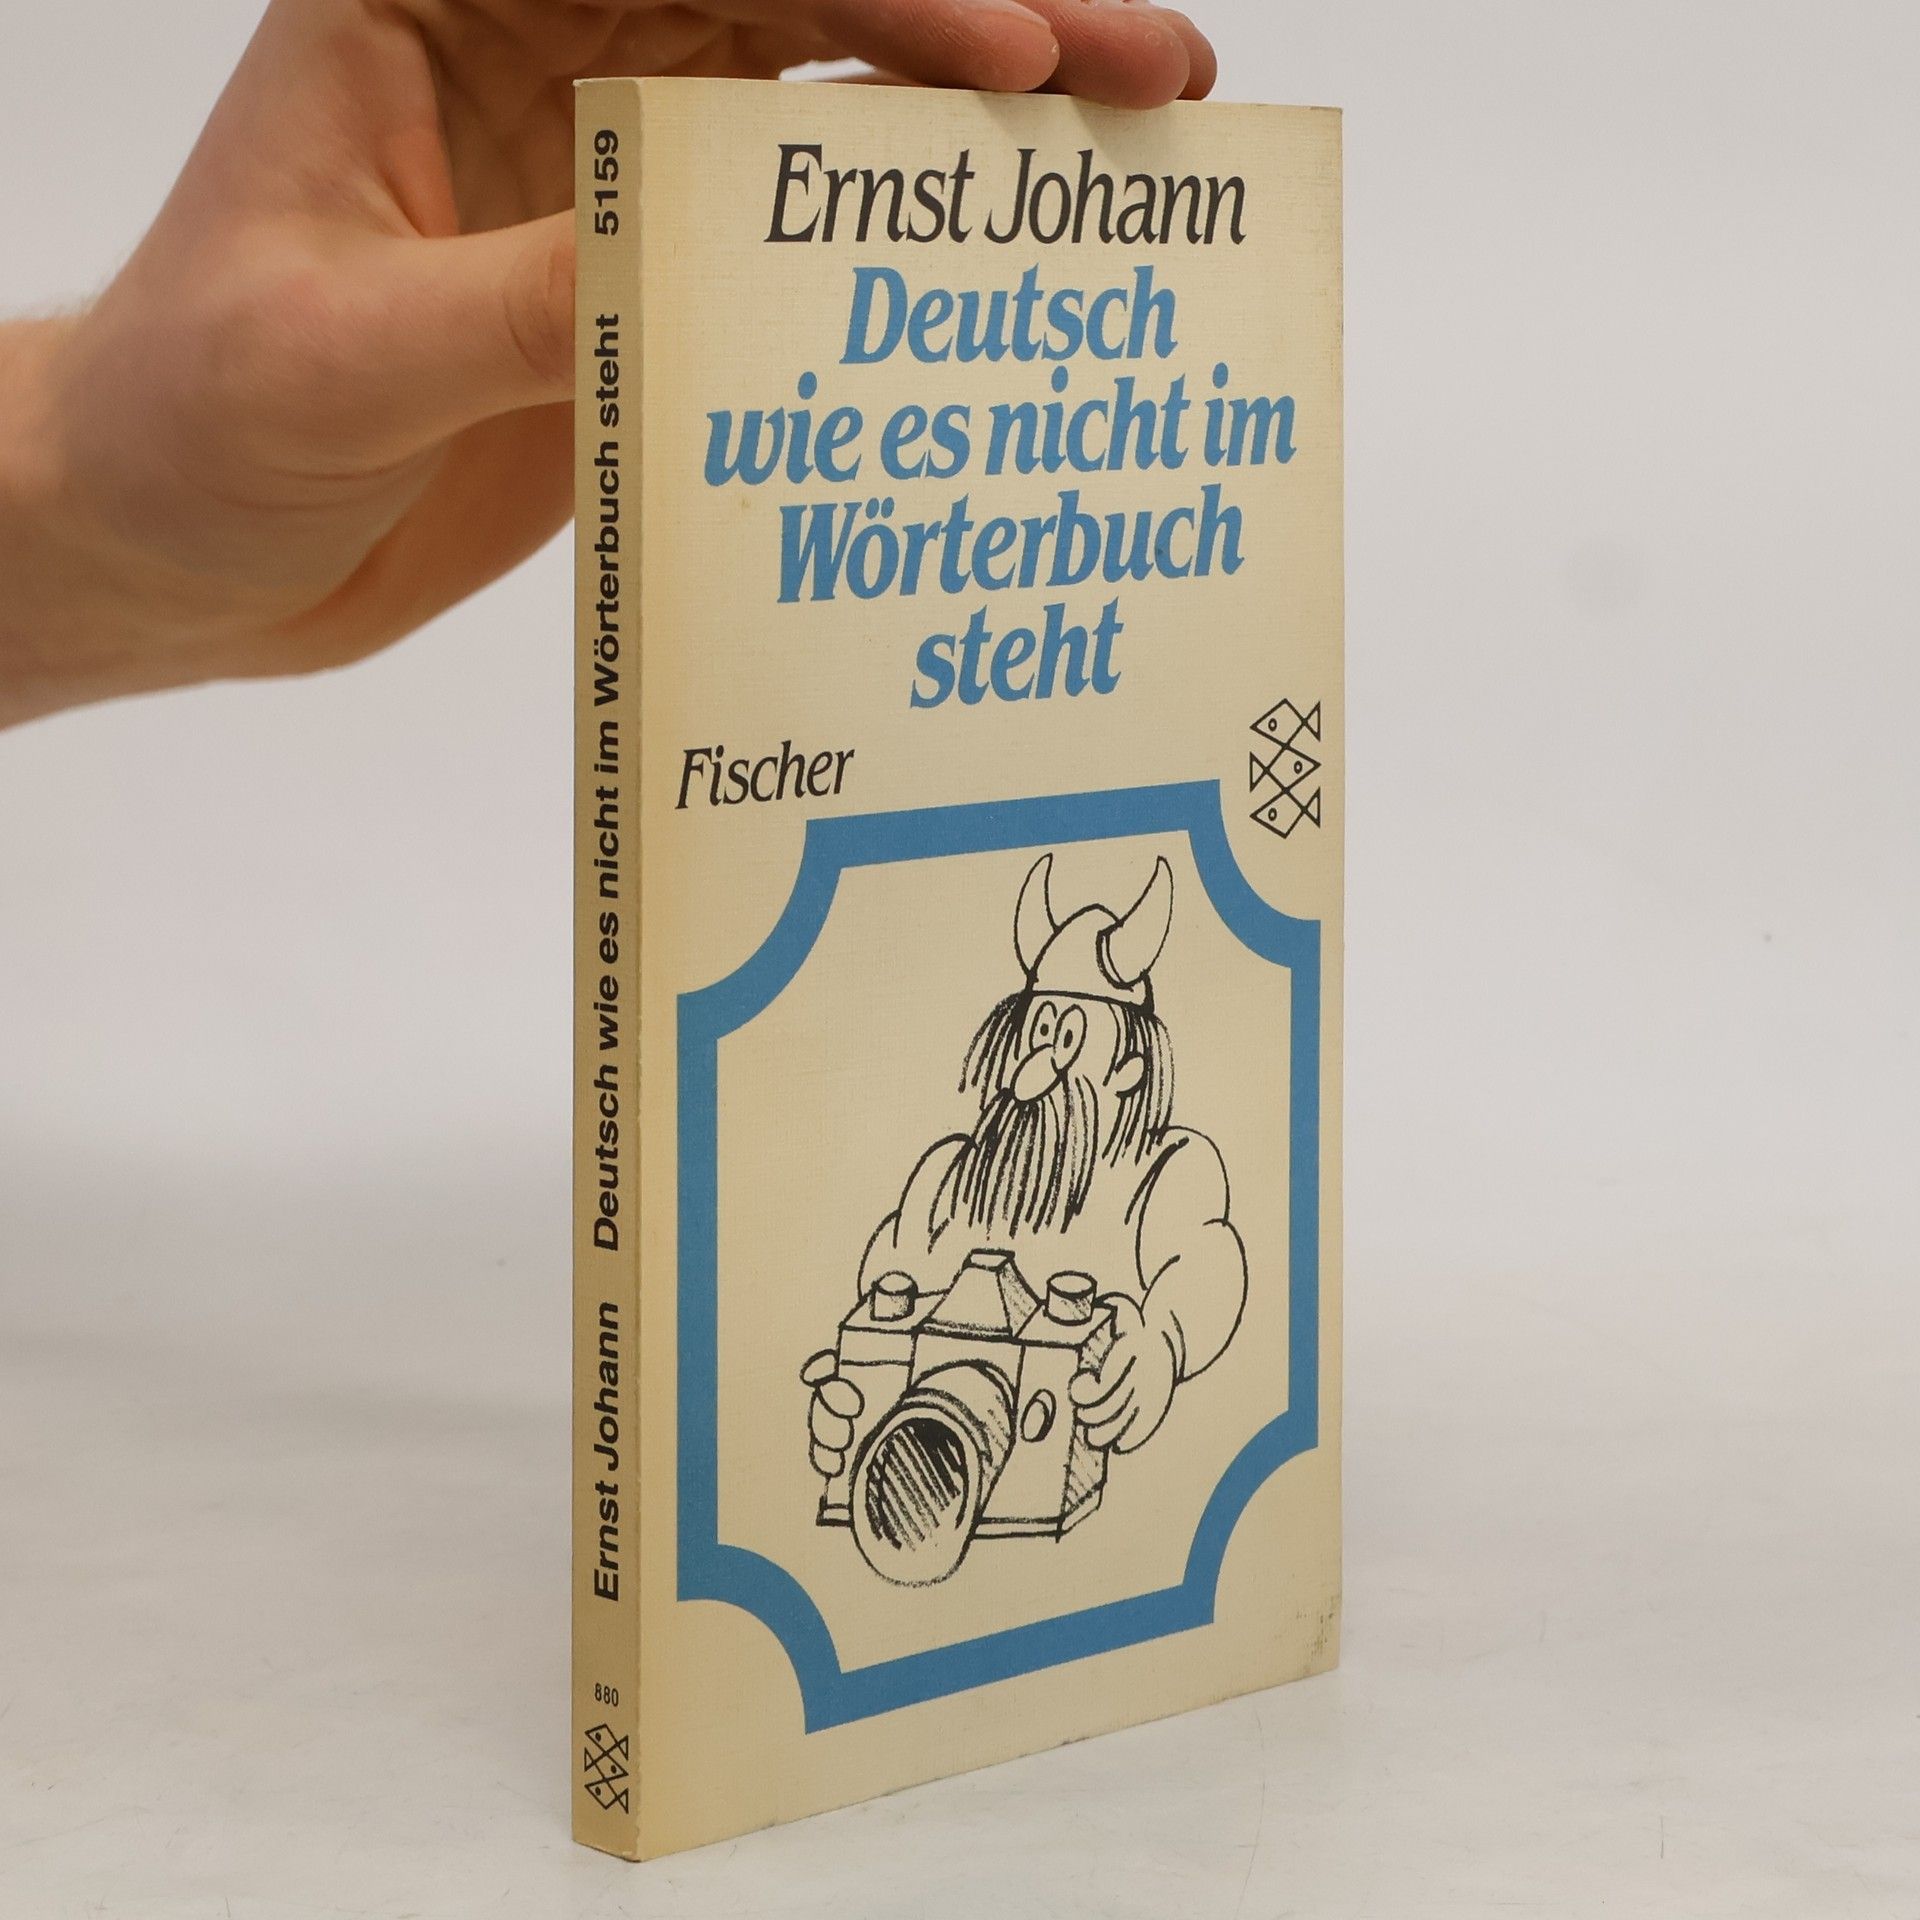 Ernst Johann
Deutsch
wie es nicht im
Wörterbuch
steht
Fischer
Ernst Johann Deutsch wie es nicht im Wörterbuch steht 5159
880